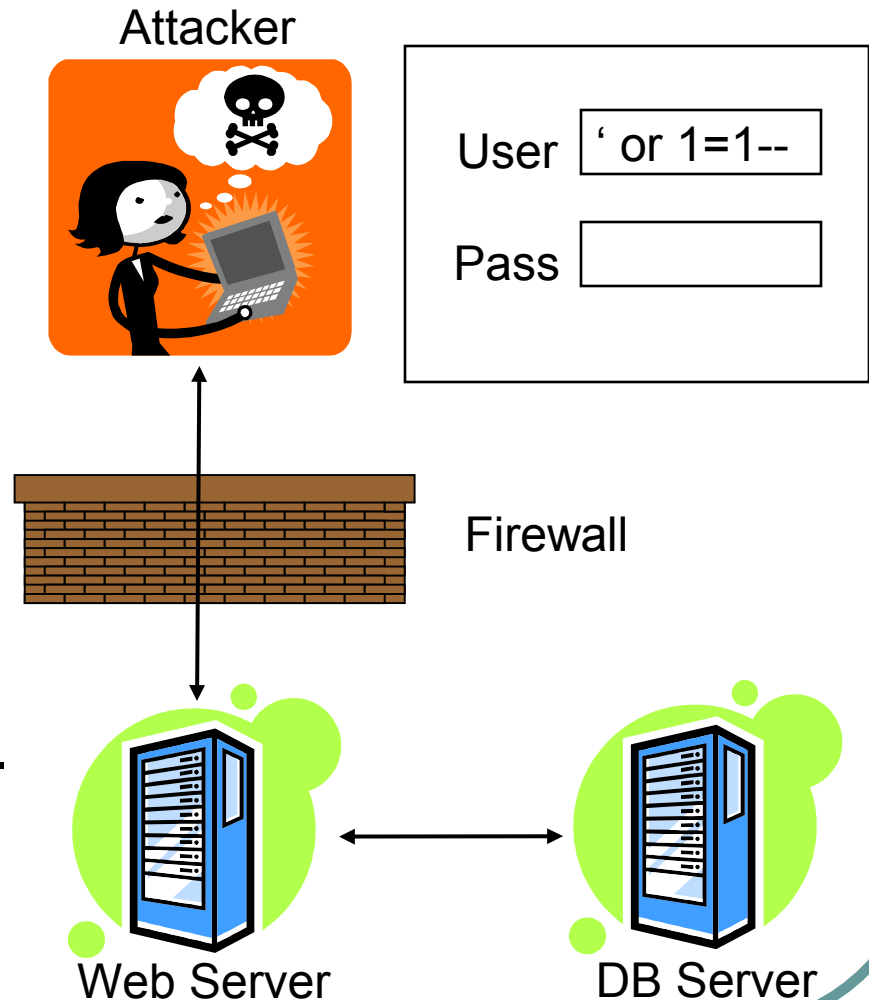 Attacker
User ‘ or 1=1--
Pass
Firewall
Web Server
DB Server